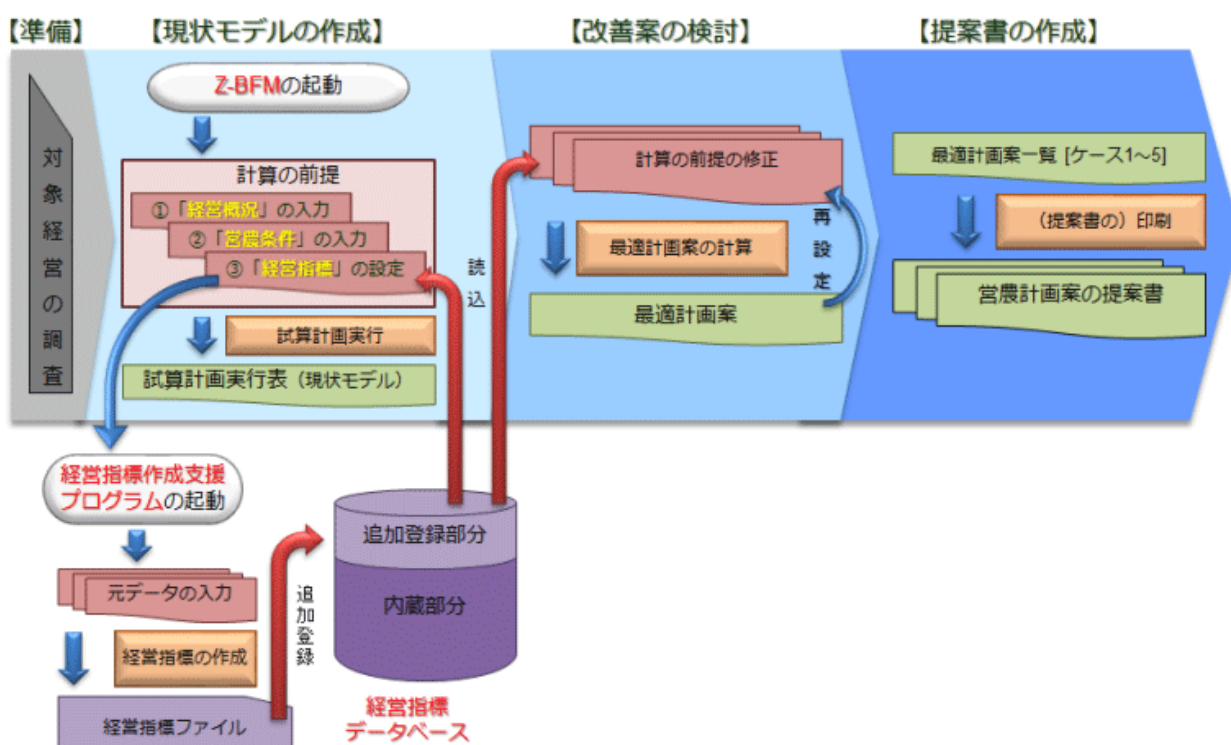 【準備】
【現状モデルの作成】
【改善案の検討】
【提案書の作成】
対象経営の調査
Z-BFMの起動
計算の前提
①「経営概況」の入力
②「営農条件」の入力
③「経営指標」の設定
試算計画実行
試算計画実行表（現状モデル）
読込
計算の前提の修正
最適計画案の計算
再設定
最適計画案
最適計画案一覧 [ケース1～5]
（提案書の）印刷
営農計画案の提案書
経営指標作成支援
プログラムの起動
元データの入力
経営指標の作成
経営指標ファイル
追加登録
追加登録部分
内蔵部分
経営指標
データベース